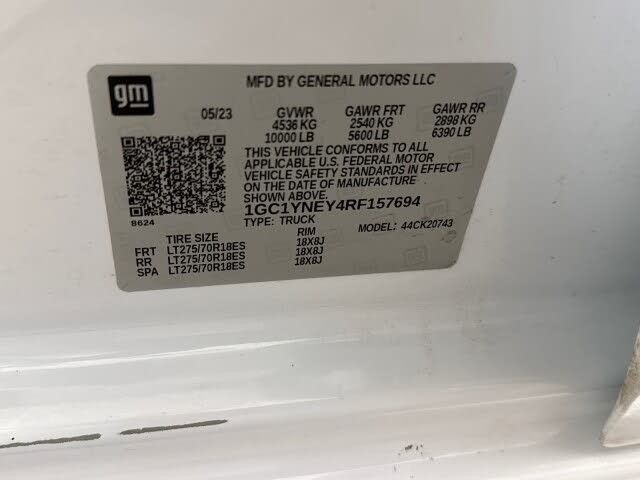 gm
MFD BY GENERAL MOTORS LLC
05/23 GVWR GAWR FRT GAWR RR
4536 KG 2540 KG 2898 KG
10000 LB 5600 LB 6390 LB
THIS VEHICLE CONFORMS TO ALL
APPLICABLE U.S. FEDERAL MOTOR
VEHICLE SAFETY STANDARDS IN EFFECT
ON THE DATE OF MANUFACTURE
SHOWN ABOVE.
8624
1GC1YNEY4RF157694
TYPE: TRUCK MODEL: 44CK20743
TIRE SIZE RIM
FRT LT275/70R18ES 18X8J
RR LT275/70R18ES 18X8J
SPA LT275/70R18ES 18X8J